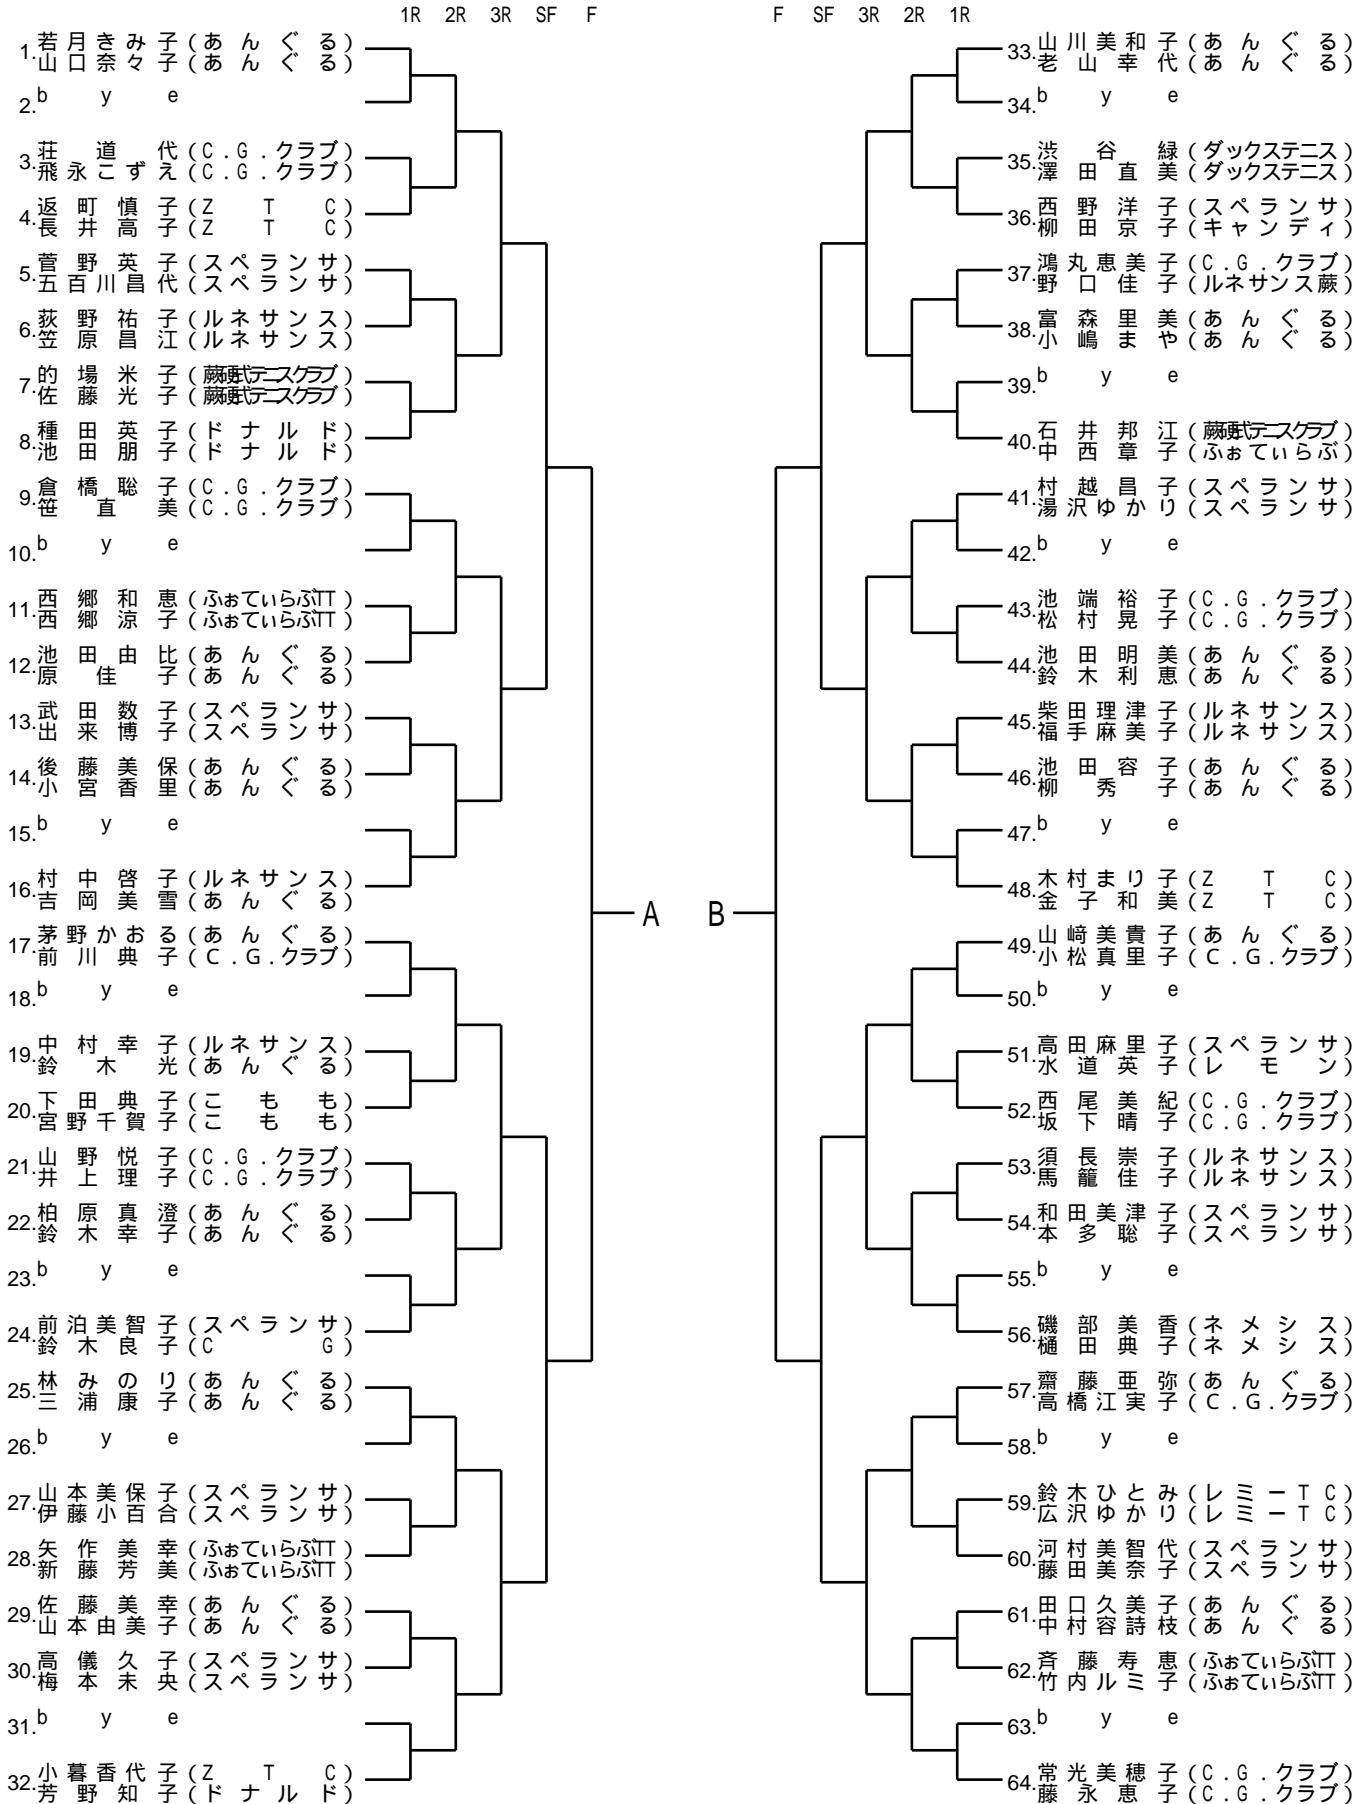 1R 2R 3R SF F
1.若月きみ子(あんぐる)
山口奈々子(あんぐる)
2.bye
3.荘道代(C.G.クラブ)
飛永こずえ(C.G.クラブ)
4.返町慎子(ZTC)
長井高子(ZTC)
5.菅野英子(スペランサ)
五百川昌代(スペランサ)
6.荻野祐子(ルネサンス)
笠原昌江(ルネサンス)
7.的場米子(蕨硬式テニスクラブ)
佐藤光子(蕨硬式テニスクラブ)
8.種田英子(ドナルド)
池田朋子(ドナルド)
9.倉橋聡子(C.G.クラブ)
笹直美(C.G.クラブ)
10.bye
11.西郷和恵(ふぉてぃらぶTT)
西郷涼子(ふぉてぃらぶTT)
12.池田由比(あんぐる)
原佳子(あんぐる)
13.武田数子(スペランサ)
出来博子(スペランサ)
14.後藤美保(あんぐる)
小宮香里(あんぐる)
15.bye
16.村中啓子(ルネサンス)
吉岡美雪(あんぐる)
17.茅野かおる(あんぐる)
前川典子(C.G.クラブ)
18.bye
19.中村幸子(ルネサンス)
鈴木光(あんぐる)
20.下田典子(こもも)
宮野千賀子(こもも)
21.山野悦子(C.G.クラブ)
井上理子(C.G.クラブ)
22.柏原真澄(あんぐる)
鈴木幸子(あんぐる)
23.bye
24.前泊美智子(スペランサ)
鈴木良子(CG)
25.林みのり(あんぐる)
三浦康子(あんぐる)
26.bye
27.山本美保子(スペランサ)
伊藤小百合(スペランサ)
28.矢作美幸(ふぉてぃらぶTT)
新藤芳美(ふぉてぃらぶTT)
29.佐藤美幸(あんぐる)
山本由美子(あんぐる)
30.高儀久子(スペランサ)
梅本未央(スペランサ)
31.bye
32.小暮香代子(ZTC)
芳野知子(ドナルド)
A
B
F SF 3R 2R 1R
33.山川美和子(あんぐる)
老山幸代(あんぐる)
34.bye
35.渋谷緑(ダックステニス)
澤田直美(ダックステニス)
36.西野洋子(スペランサ)
柳田京子(キャンディ)
37.鴻丸恵美子(C.G.クラブ)
野口佳子(ルネサンス蕨)
38.富森里美(あんぐる)
小嶋まや(あんぐる)
39.bye
40.石井邦江(蕨硬式テニスクラブ)
中西章子(ふぉてぃらぶ)
41.村越昌子(スペランサ)
湯沢ゆかり(スペランサ)
42.bye
43.池端裕子(C.G.クラブ)
松村晃子(C.G.クラブ)
44.池田明美(あんぐる)
鈴木利恵(あんぐる)
45.柴田理津子(ルネサンス)
福手麻美子(ルネサンス)
46.池田容子(あんぐる)
柳秀子(あんぐる)
47.bye
48.木村まり子(ZTC)
金子和美(ZTC)
49.山﨑美貴子(あんぐる)
小松真里子(C.G.クラブ)
50.bye
51.高田麻里子(スペランサ)
水道英子(レモン)
52.西尾美紀(C.G.クラブ)
坂下晴子(C.G.クラブ)
53.須長崇子(ルネサンス)
馬籠佳子(ルネサンス)
54.和田美津子(スペランサ)
本多聡子(スペランサ)
55.bye
56.磯部美香(ネメシス)
樋田典子(ネメシス)
57.齋藤亜弥(あんぐる)
高橋江実子(C.G.クラブ)
58.bye
59.鈴木ひとみ(レミーTC)
広沢ゆかり(レミーTC)
60.河村美智代(スペランサ)
藤田美奈子(スペランサ)
61.田口久美子(あんぐる)
中村容詩枝(あんぐる)
62.斉藤寿恵(ふぉてぃらぶTT)
竹内ルミ子(ふぉてぃらぶTT)
63.bye
64.常光美穂子(C.G.クラブ)
藤永恵子(C.G.クラブ)